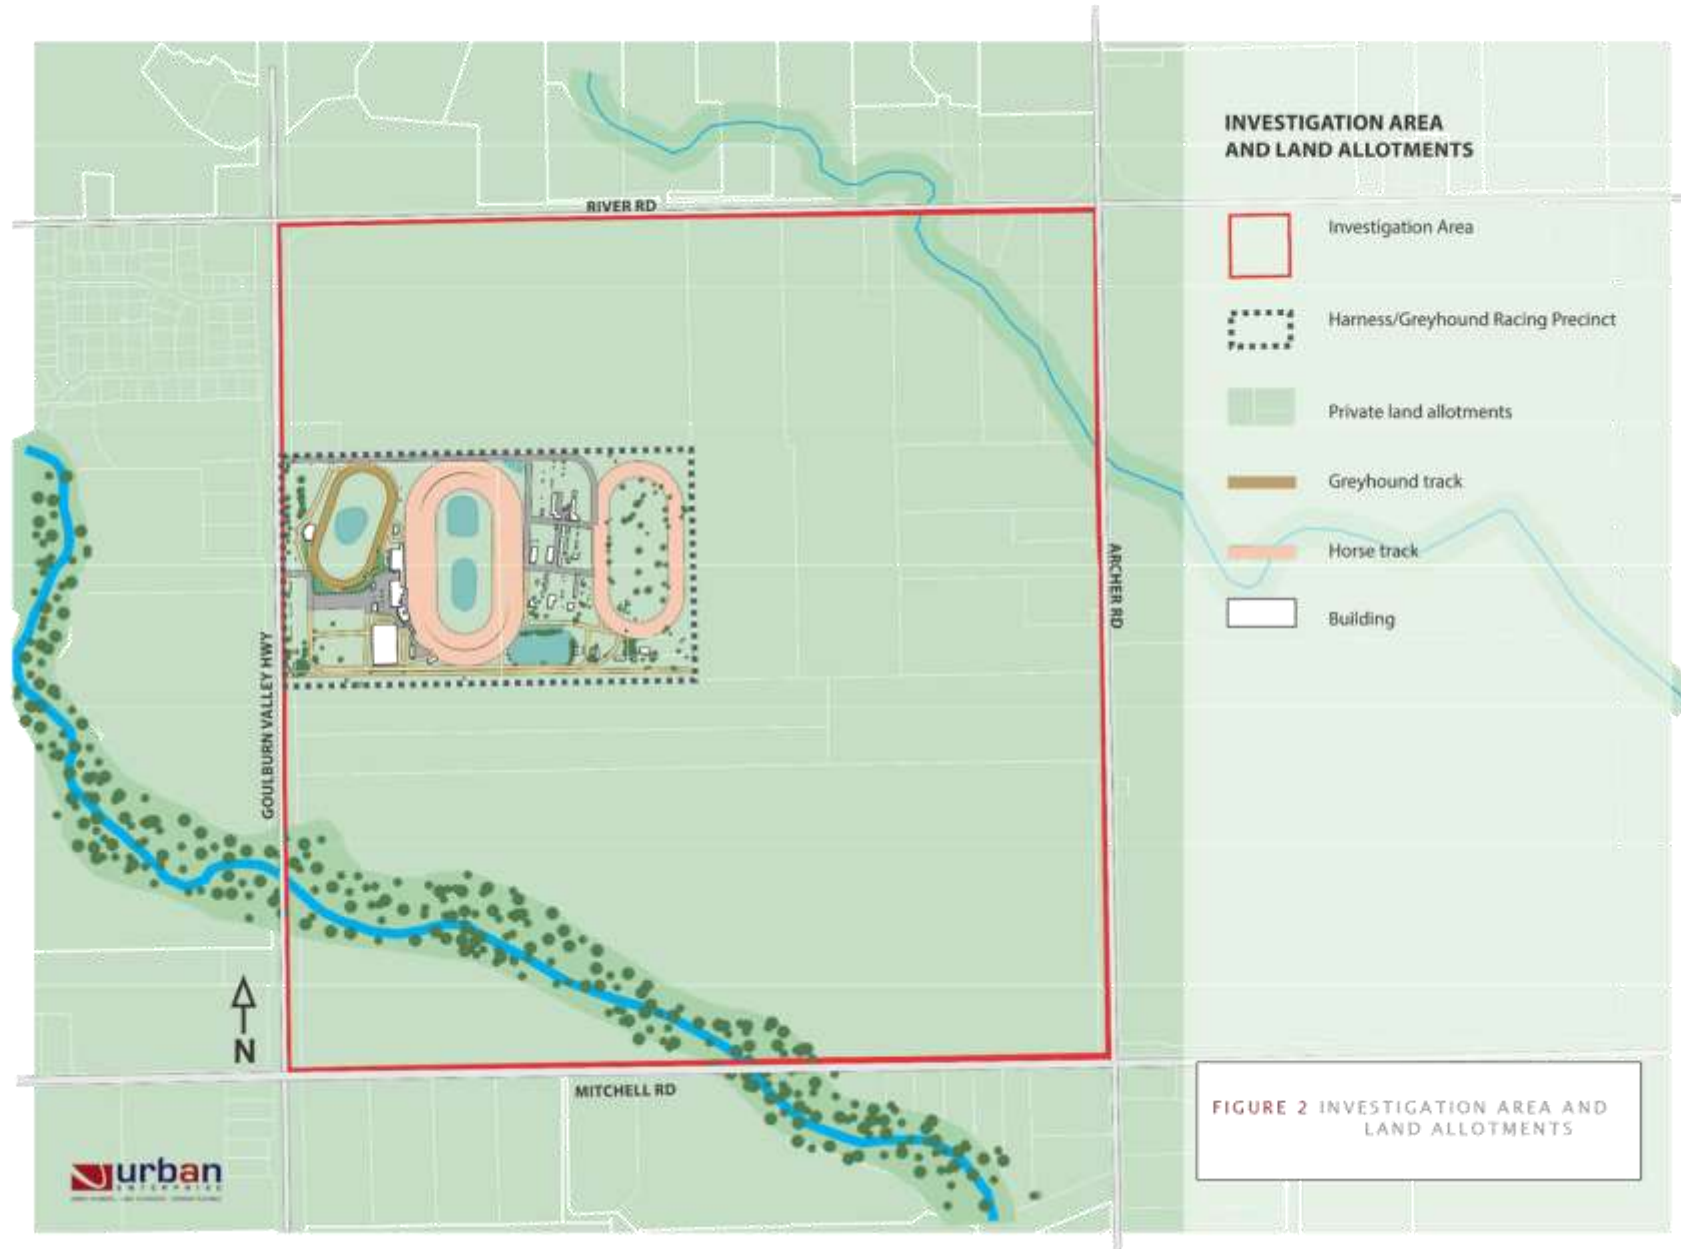 RIVER RD
INVESTIGATION AREA
AND LAND ALLOTMENTS
Investigation Area
Harness/Greyhound Racing Precinct
Private land allotments
Greyhound track
Horse track
Building
ARCHER RD
GOULBURN VALLEY HWY
N
MITCHELL RD
FIGURE 2 INVESTIGATION AREA AND
LAND ALLOTMENTS
urban
ENTERPRISE